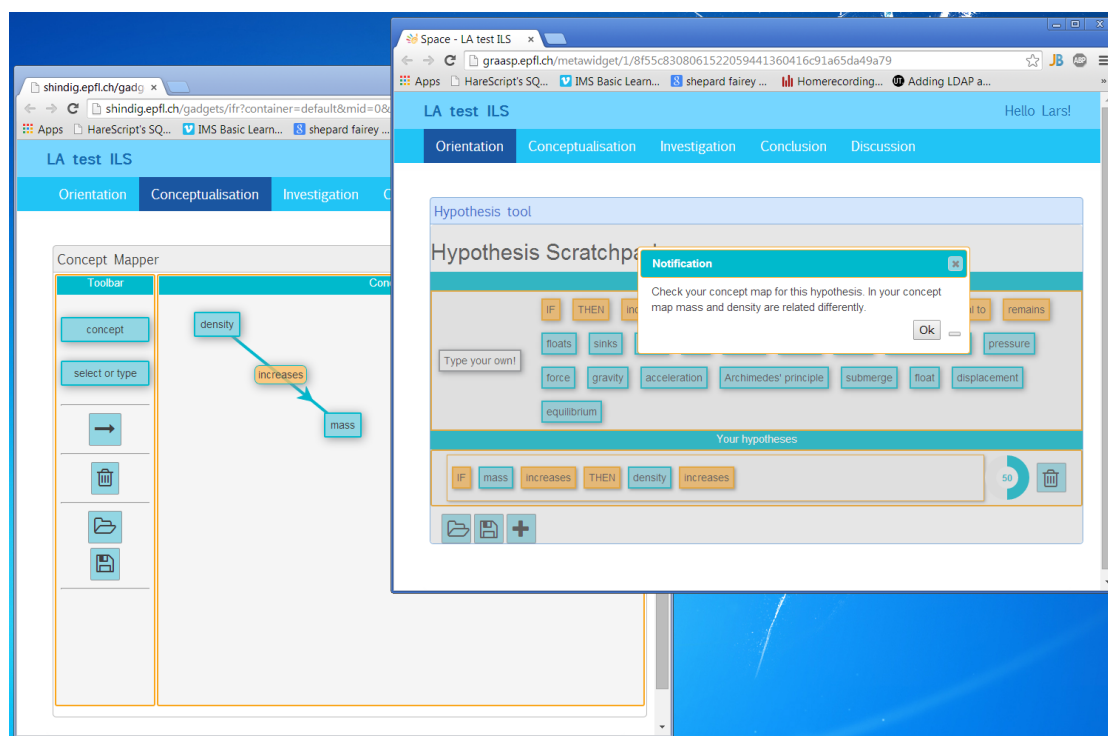 shindig.epfl.ch/gadg ×
shindig.epfl.ch/gadgets/ifr?container=default&mid=0&
Apps HareScript's SQ... IMS Basic Learn... shepard fairey ...
LA test ILS
Orientation Conceptualisation Investigation
Concept Mapper
Toolbar
concept
select or type
density
increases
mass
Space - LA test ILS ×
graasp.epfl.ch/metawidget/1/8f55c8308061522059441360416c91a65da49a79
JB ABP
Apps HareScript's SQ... IMS Basic Learn... shepard fairey ... Homerecording... Adding LDAP a... »
LA test ILS Hello Lars!
Orientation Conceptualisation Investigation Conclusion Discussion
Hypothesis tool
Hypothesis Scratchpa
Notification
Check your concept map for this hypothesis. In your concept
map mass and density are related differently.
Ok
IF THEN remains
Type your own!
floats sinks pressure
force gravity acceleration Archimedes' principle submerge float displacement
equilibrium
Your hypotheses
IF mass increases THEN density increases 50